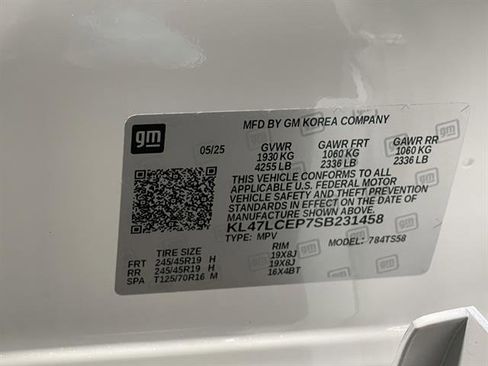 gm
MFD BY GM KOREA COMPANY
05/25 GVWR GAWR FRT GAWR RR
1930 KG 1060 KG 1060 KG
4255 LB 2336 LB 2336 LB
THIS VEHICLE CONFORMS TO ALL
APPLICABLE U.S. FEDERAL MOTOR
VEHICLE SAFETY AND THEFT PREVENTION
STANDARDS IN EFFECT ON THE DATE OF
MANUFACTURE SHOWN ABOVE.
KL47LCEP7SB231458
TYPE: MPV MODEL: 784TS58
TIRE SIZE RIM
FRT 245/45R19 H 19X8J
RR 245/45R19 H 19X8J
SPA T125/70R16 M 16X4BT